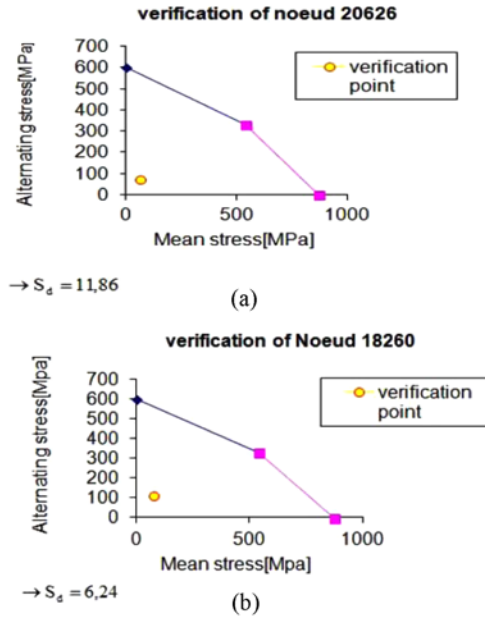 verification of noeud 20626
Alternating stress[MPa]
700
600
500
400
300
200
100
0
0 500 1000
Mean stress[MPa]
verification
point
→ S_d = 11,86
(a)
verification of Noeud 18260
Alternating stress[Mpa]
700
600
500
400
300
200
100
0
0 500 1000
Mean stress[Mpa]
verification
point
→ S_d = 6,24
(b)